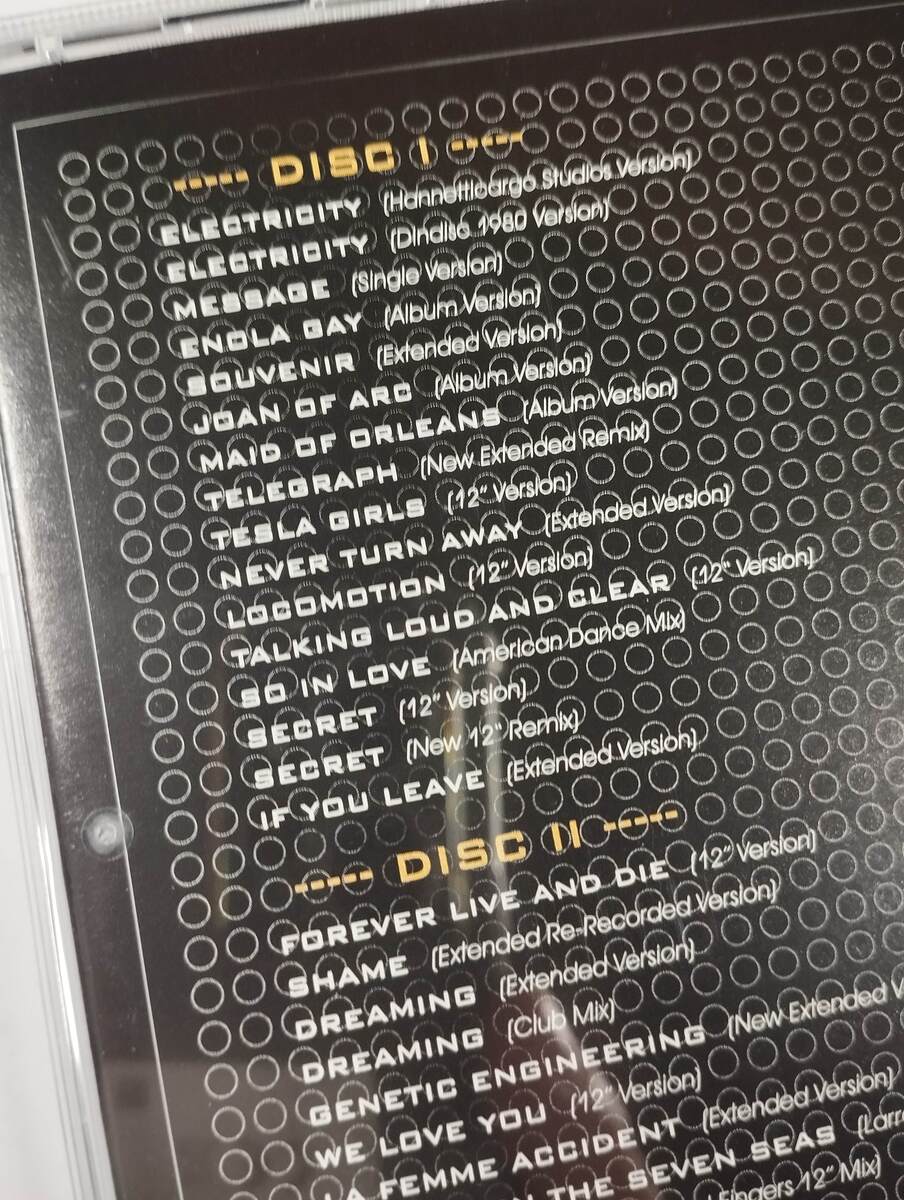 ----- DISC I -----
ELECTRICITY (Hannett/cargo Studios Version)
ELECTRICITY (Dindisc 1980 Version)
MESSAGE (Single Version)
ENOLA GAY (Album Version)
SOUVENIR (Extended Version)
JOAN OF ARC (Album Version)
MAID OF ORLEANS (Album Version)
TELEGRAPH (New Extended Remix)
TESLA GIRLS (12" Version)
NEVER TURN AWAY (Extended Version)
LOCOMOTION (12" Version)
TALKING LOUD AND CLEAR (12" Version)
SO IN LOVE (American Dance Mix)
SECRET (12" Version)
SECRET (New 12" Remix)
IF YOU LEAVE (Extended Version)
----- DISC II -----
FOREVER LIVE AND DIE (12" Version)
SHAME (Extended Re-Recorded Version)
DREAMING (Extended Version)
DREAMING (Club Mix)
GENETIC ENGINEERING (New Extended V
WE LOVE YOU (12" Version)
LA FEMME ACCIDENT (Extended Version)
THE SEVEN SEAS (Larr
Fingers 12" Mix)